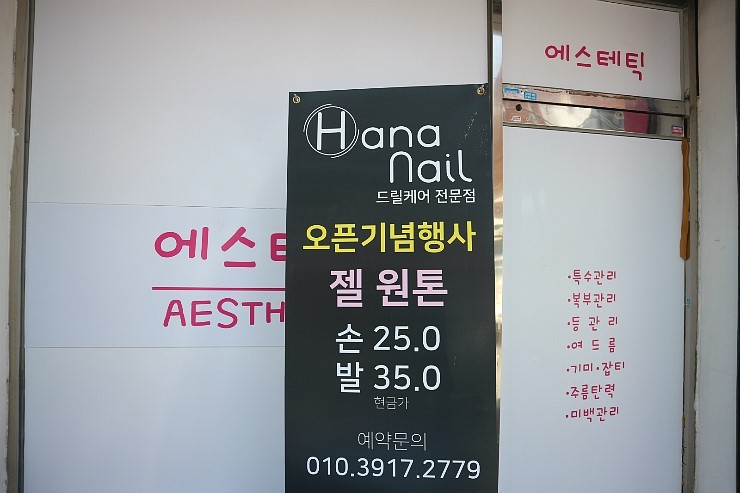 에스테틱
Hana
nail
드릴케어 전문점
오픈기념행사
젤 원톤
손 25.0
발 35.0
현금가
예약문의
010.3917.2779
에스테
AESTH
•특수관리
•복부관리
•등 관 리
•여 드 름
•기미•잡티
•주름탄력
•미백관리